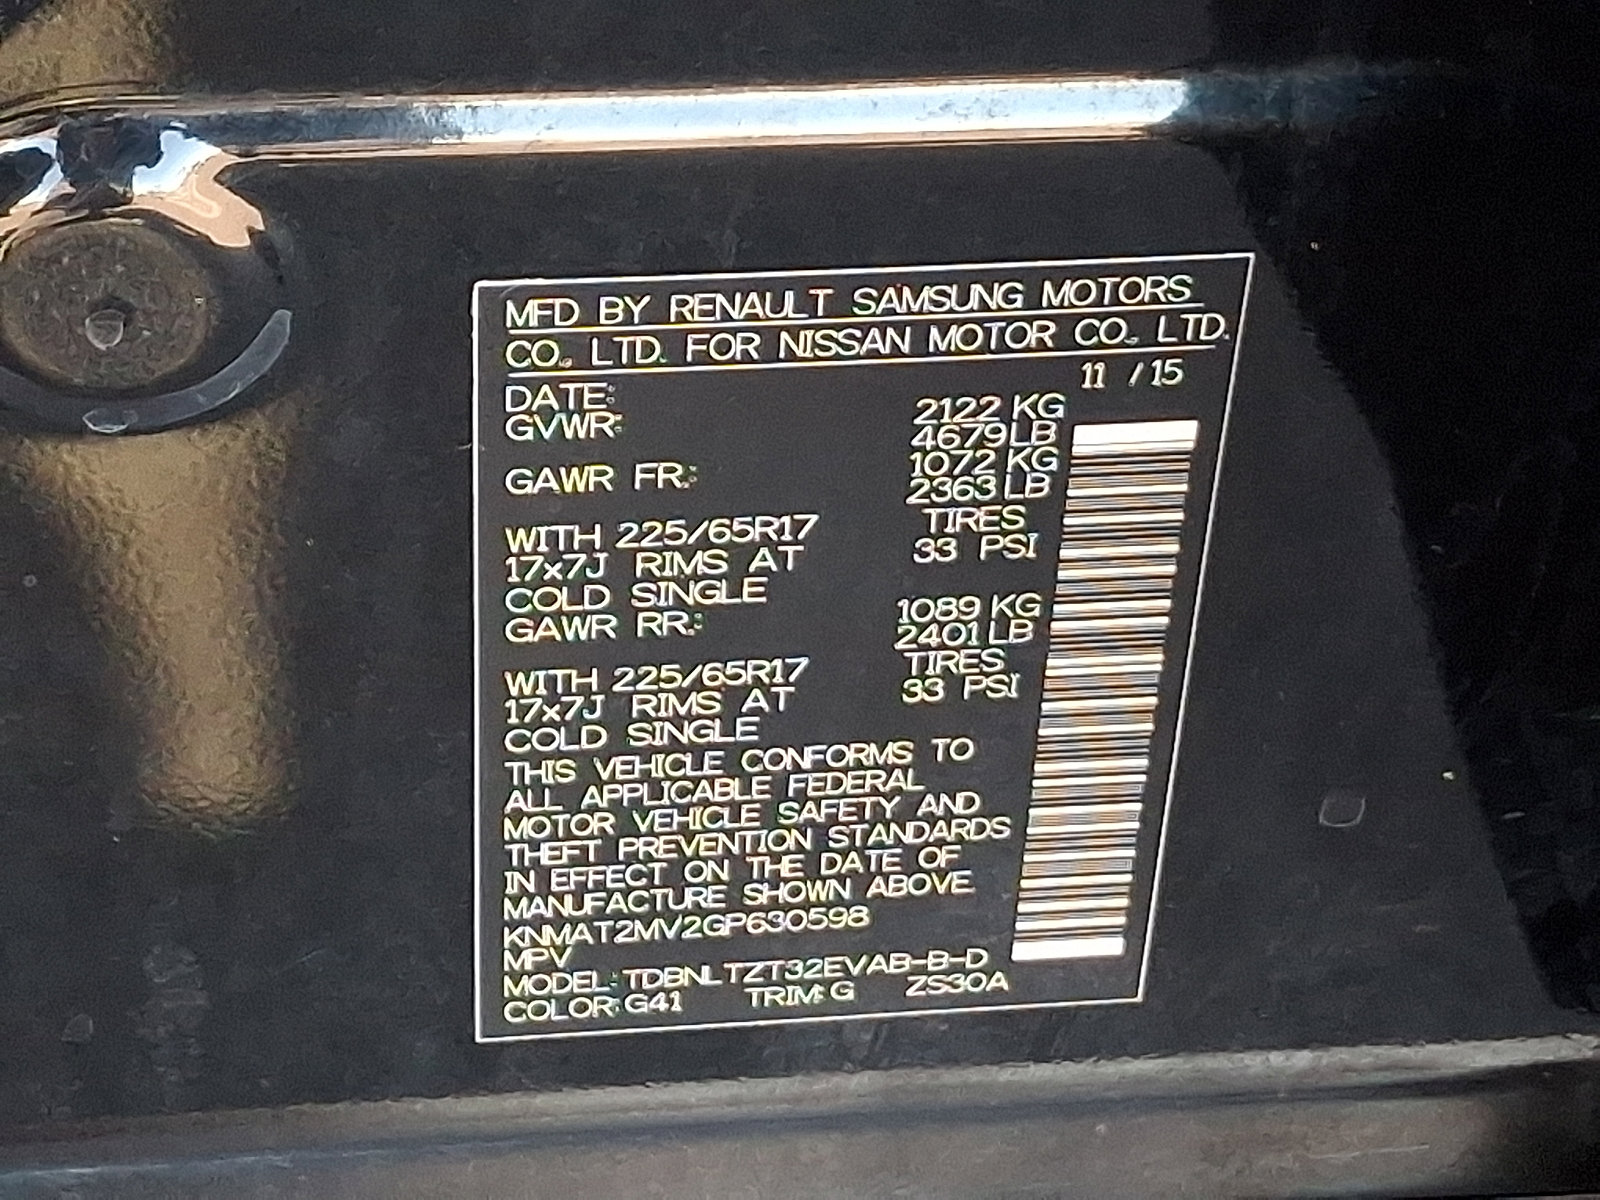 MFD BY RENAULT SAMSUNG MOTORS
CO., LTD. FOR NISSAN MOTOR CO., LTD.
DATE: 11 / 15
GVWR: 2122 KG
4679 LB
GAWR FR.: 1072 KG
2363 LB
WITH 225/65R17 TIRES
17x7J RIMS AT 33 PSI
COLD SINGLE
GAWR RR.: 1089 KG
2401 LB
WITH 225/65R17 TIRES
17x7J RIMS AT 33 PSI
COLD SINGLE
THIS VEHICLE CONFORMS TO
ALL APPLICABLE FEDERAL
MOTOR VEHICLE SAFETY AND
THEFT PREVENTION STANDARDS
IN EFFECT ON THE DATE OF
MANUFACTURE SHOWN ABOVE.
KNMAT2MV2GP630598
MPV
MODEL: TDBNLTZT32EVAB-B-D
COLOR: G41 TRIM: G ZS30A